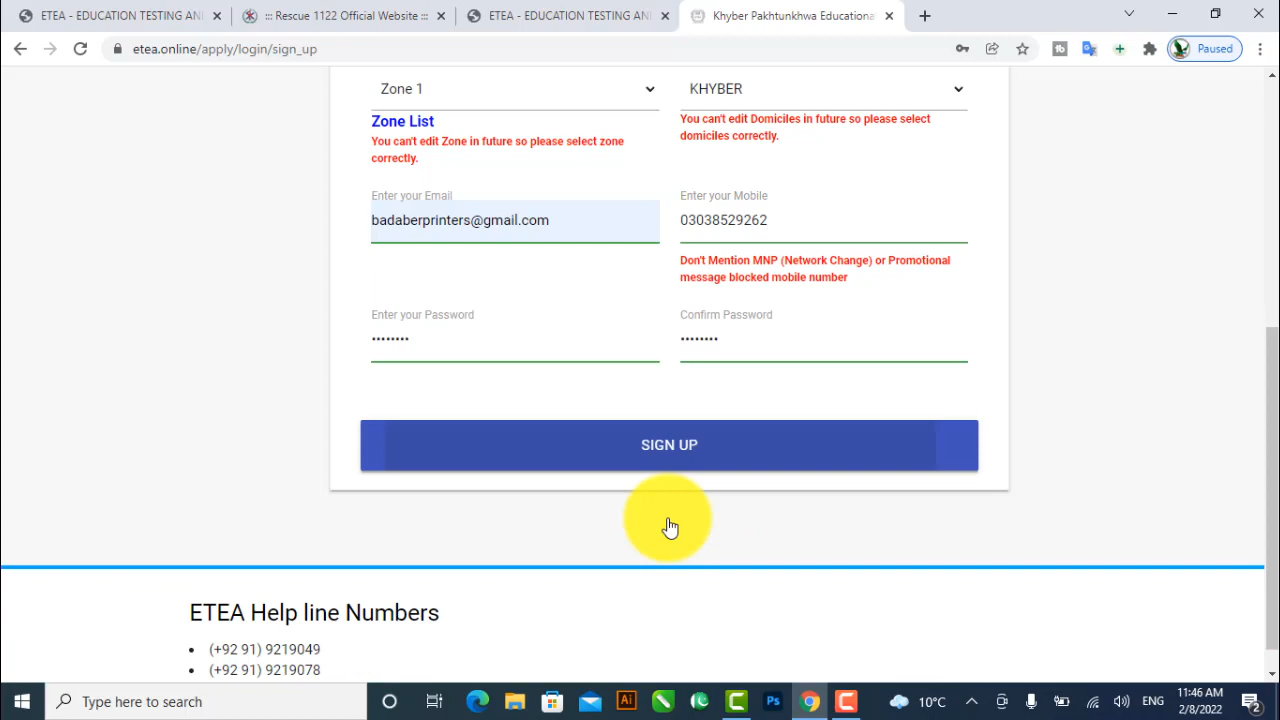 ETEA - EDUCATION TESTING AN
::: Rescue 1122 Official Website :::
ETEA - EDUCATION TESTING AN
Khyber Pakhtunkhwa Educationa
etea.online/apply/login/sign_up
Paused
Zone 1
KHYBER
Zone List
You can't edit Domiciles in future so please select
domiciles correctly.
You can't edit Zone in future so please select zone
correctly.
Enter your Email
Enter your Mobile
badaberprinters@gmail.com
03038529262
Don't Mention MNP (Network Change) or Promotional
message blocked mobile number
Enter your Password
Confirm Password
••••••••
••••••••
SIGN UP
ETEA Help line Numbers
• (+92 91) 9219049
• (+92 91) 9219078
Type here to search
Ai
Ps
10°C
ENG
11:46 AM
2/8/2022
2